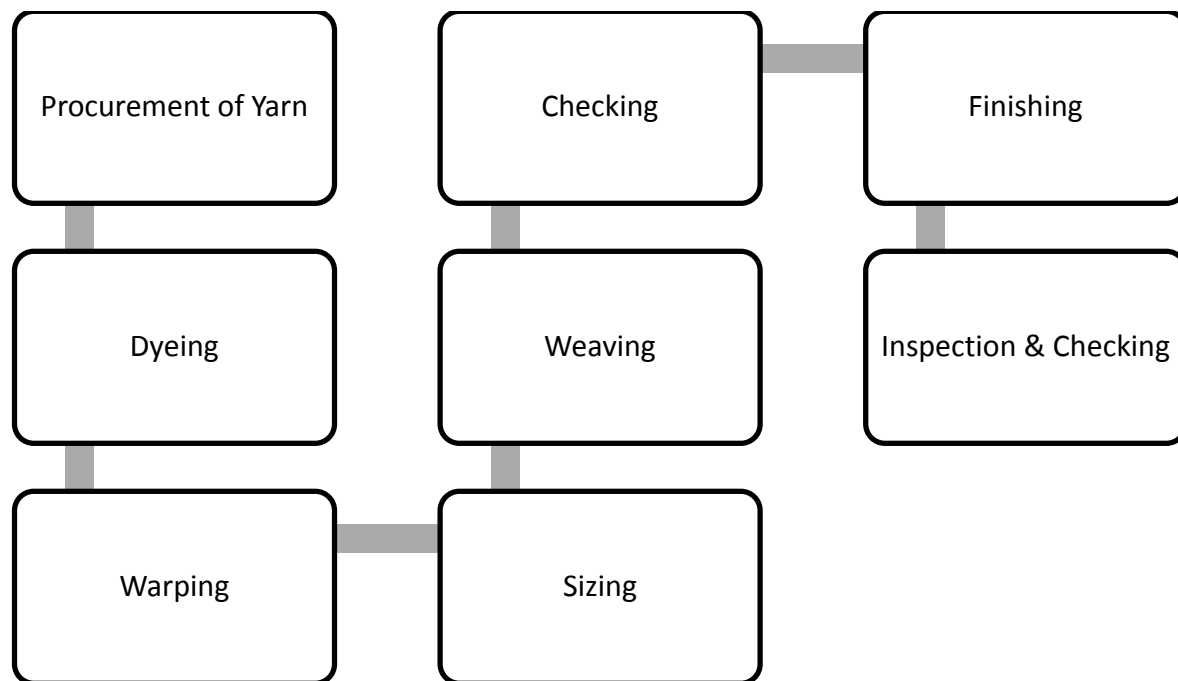 Procurement of Yarn
Dyeing
Warping
Sizing
Weaving
Checking
Finishing
Inspection & Checking